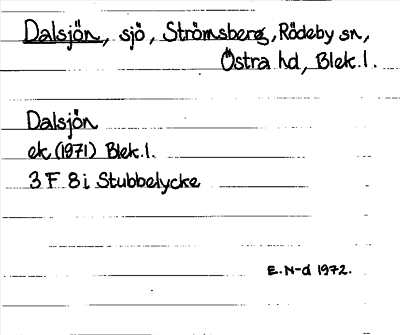 Dalsjön, sjö, Strömsberg, Rödeby sn,
Östra hd, Blek.l.
Dalsjön
ek (1971) Blek.l.
3 F 8 i Stubbelycke
E. N-d 1972.